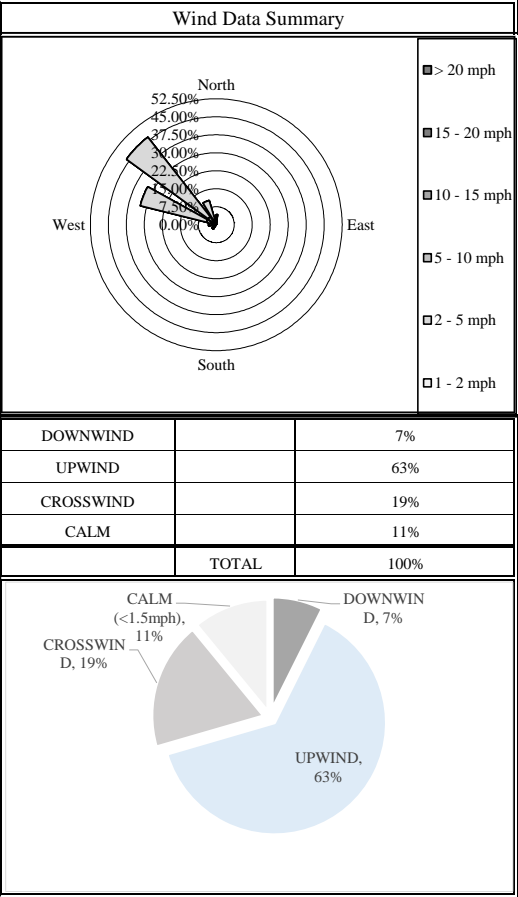 Wind Data Summary
North
52.50%
45.00%
37.50%
30.00%
22.50%
15.00%
7.50%
0.00%
West
East
South
> 20 mph
15 - 20 mph
10 - 15 mph
5 - 10 mph
2 - 5 mph
1 - 2 mph
DOWNWIND 7%
UPWIND 63%
CROSSWIND 19%
CALM 11%
TOTAL 100%
CALM
(<1.5mph),
11%
DOWNWIN
D, 7%
CROSSWIN
D, 19%
UPWIND,
63%